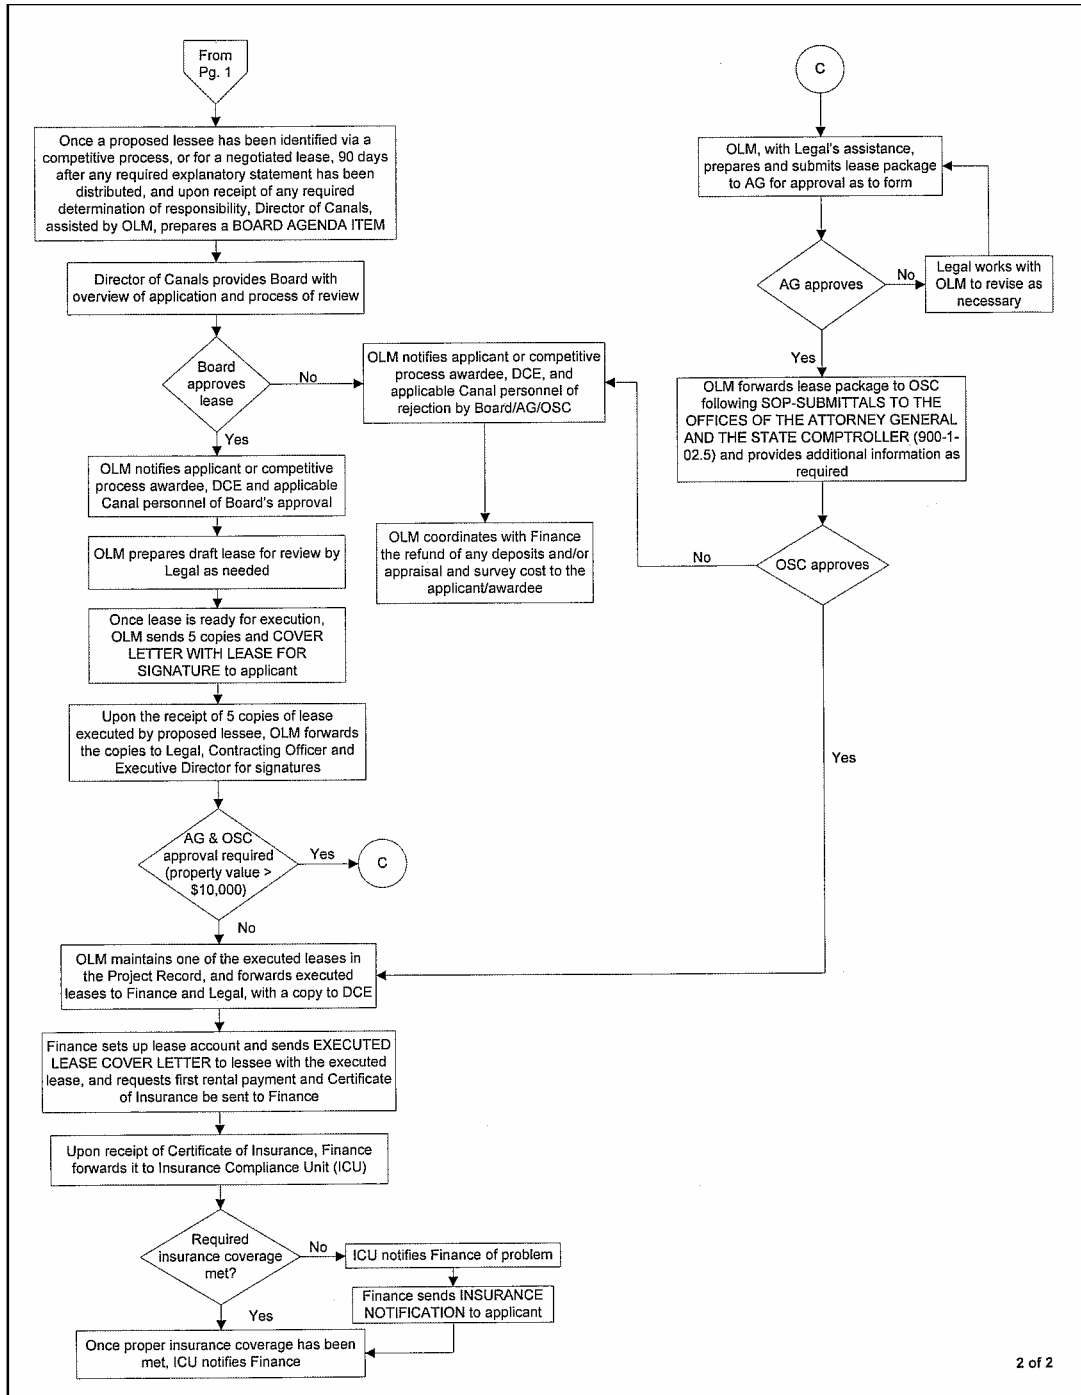 From
Pg. 1
Once a proposed lessee has been identified via a
competitive process, or for a negotiated lease, 90 days
after any required explanatory statement has been
distributed, and upon receipt of any required
determination of responsibility, Director of Canals,
assisted by OLM, prepares a BOARD AGENDA ITEM
Director of Canals provides Board with
overview of application and process of review
Board
approves
lease
No
OLM notifies applicant or competitive
process awardee, DCE, and
applicable Canal personnel of
rejection by Board/AG/OSC
OLM coordinates with Finance
the refund of any deposits and/or
appraisal and survey cost to the
applicant/awardee
Yes
OLM notifies applicant or competitive
process awardee, DCE and applicable
Canal personnel of Board's approval
OLM prepares draft lease for review by
Legal as needed
Once lease is ready for execution,
OLM sends 5 copies and COVER
LETTER WITH LEASE FOR
SIGNATURE to applicant
Upon the receipt of 5 copies of lease
executed by proposed lessee, OLM forwards
the copies to Legal, Contracting Officer and
Executive Director for signatures
AG & OSC
approval required
(property value >
$10,000)
Yes
C
No
OLM maintains one of the executed leases in
the Project Record, and forwards executed
leases to Finance and Legal, with a copy to DCE
Finance sets up lease account and sends EXECUTED
LEASE COVER LETTER to lessee with the executed
lease, and requests first rental payment and Certificate
of Insurance be sent to Finance
Upon receipt of Certificate of Insurance, Finance
forwards it to Insurance Compliance Unit (ICU)
Required
insurance coverage
met?
No
ICU notifies Finance of problem
Finance sends INSURANCE
NOTIFICATION to applicant
Yes
Once proper insurance coverage has been
met, ICU notifies Finance
C
OLM, with Legal's assistance,
prepares and submits lease package
to AG for approval as to form
AG approves
No
Legal works with
OLM to revise as
necessary
Yes
OLM forwards lease package to OSC
following SOP-SUBMITTALS TO THE
OFFICES OF THE ATTORNEY GENERAL
AND THE STATE COMPTROLLER (900-1-
02.5) and provides additional information as
required
OSC approves
No
Yes
2 of 2